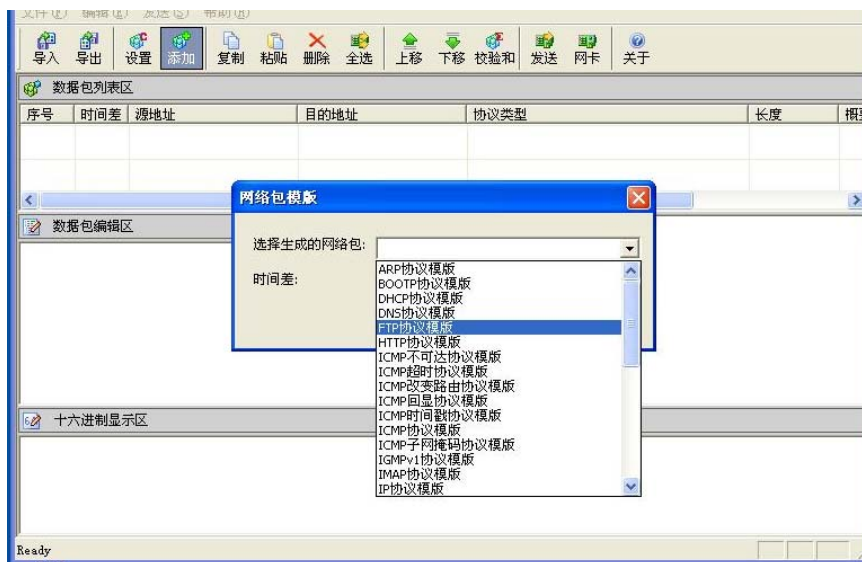 文件(F) 编辑(E) 发送(S) 帮助(H)
导入 导出 设置 添加 复制 粘贴 删除 全选 上移 下移 校验和 发送 网卡 关于
数据包列表区
序号 时间差 源地址 目的地址 协议类型 长度 概要
网络包模版
数据包编辑区
选择生成的网络包:
时间差:
ARP协议模版
BOOTP协议模版
DHCP协议模版
DNS协议模版
FTP协议模版
HTTP协议模版
ICMP不可达协议模版
ICMP超时协议模版
ICMP改变路由协议模版
ICMP回显协议模版
ICMP时间戳协议模版
ICMP协议模版
ICMP子网掩码协议模版
IGMPv1协议模版
IMAP协议模版
IP协议模版
十六进制显示区
Ready